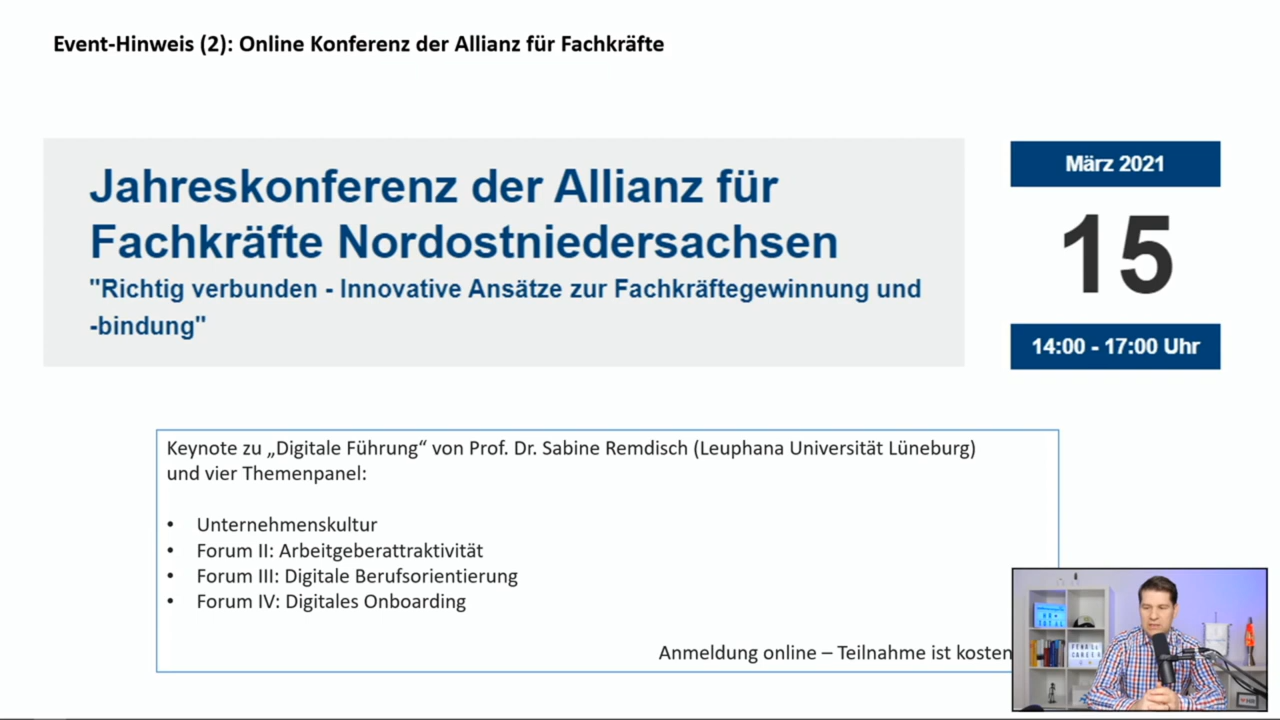 Event-Hinweis (2): Online Konferenz der Allianz für Fachkräfte
Jahreskonferenz der Allianz für
Fachkräfte Nordostniedersachsen
"Richtig verbunden - Innovative Ansätze zur Fachkräftegewinnung und
-bindung"
März 2021
15
14:00 - 17:00 Uhr
Keynote zu „Digitale Führung“ von Prof. Dr. Sabine Remdisch (Leuphana Universität Lüneburg)
und vier Themenpanel:
• Unternehmenskultur
• Forum II: Arbeitgeberattraktivität
• Forum III: Digitale Berufsorientierung
• Forum IV: Digitales Onboarding
Anmeldung online – Teilnahme ist kosten